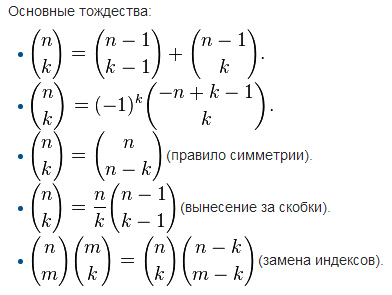 Основные тождества:
• \binom{n}{k} = \binom{n-1}{k-1} + \binom{n-1}{k}.
• \binom{n}{k} = (-1)^k \binom{-n+k-1}{k}.
• \binom{n}{k} = \binom{n}{n-k} (правило симметрии).
• \binom{n}{k} = \frac{n}{k} \binom{n-1}{k-1} (вынесение за скобки).
• \binom{n}{m} \binom{m}{k} = \binom{n}{k} \binom{n-k}{m-k} (замена индексов).